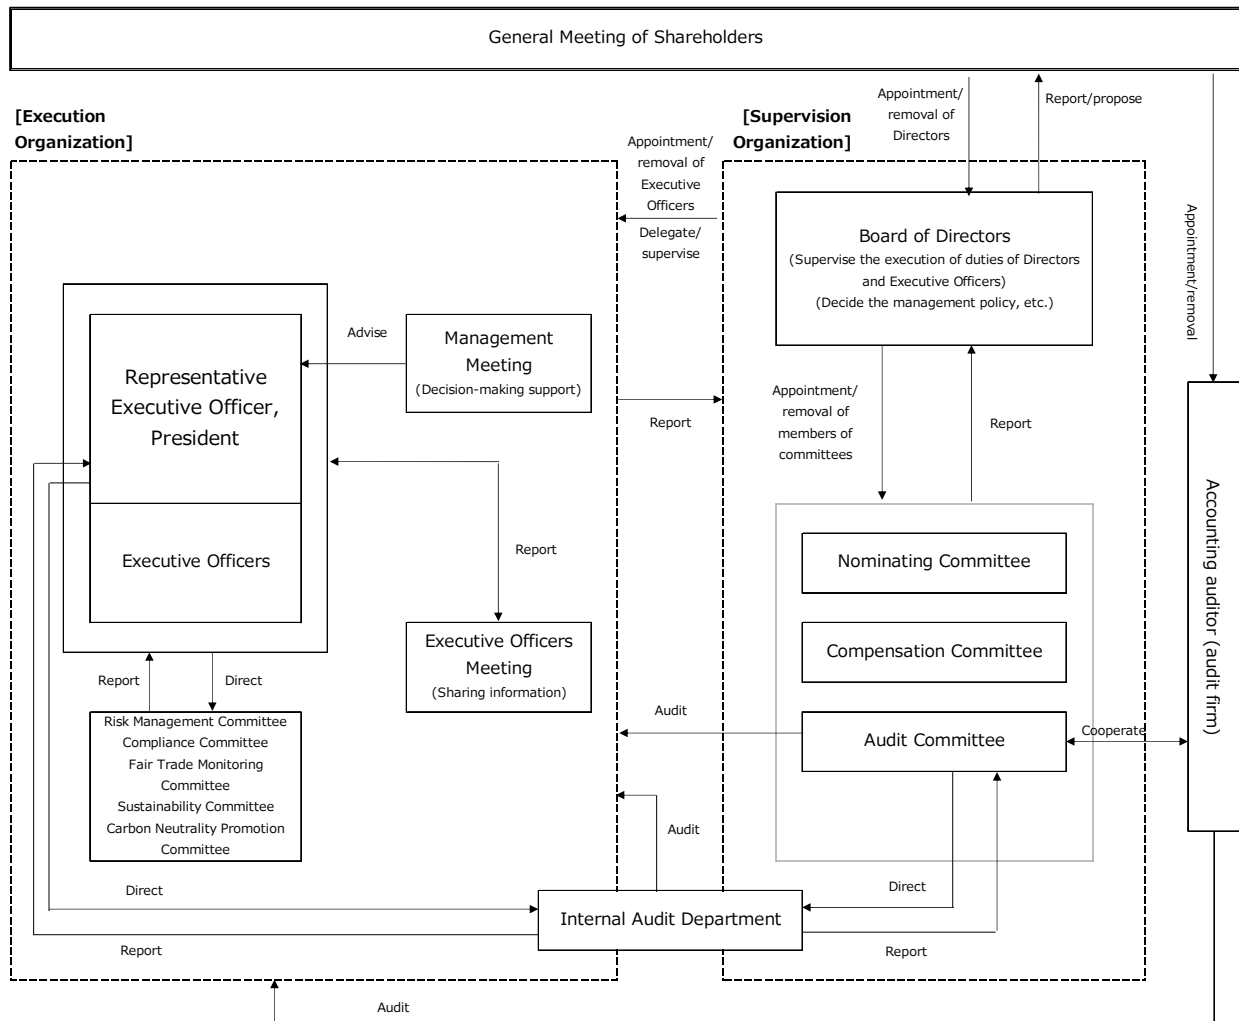 General Meeting of Shareholders
[Execution
Organization]
Appointment/
removal of
Executive
Officers
Delegate/
supervise
[Supervision
Organization]
Appointment/
removal of
Directors
Report/propose
Appointment/removal
Board of Directors
(Supervise the execution of duties of Directors
and Executive Officers)
(Decide the management policy, etc.)
Representative
Executive Officer,
President
Executive Officers
Advise
Management
Meeting
(Decision-making support)
Report
Appointment/
removal of
members of
committees
Report
Report
Executive Officers
Meeting
(Sharing information)
Nominating Committee
Compensation Committee
Audit Committee
Audit
Cooperate
Accounting auditor (audit firm)
Report
Direct
Risk Management Committee
Compliance Committee
Fair Trade Monitoring
Committee
Sustainability Committee
Carbon Neutrality Promotion
Committee
Audit
Direct
Direct
Internal Audit Department
Report
Report
Audit